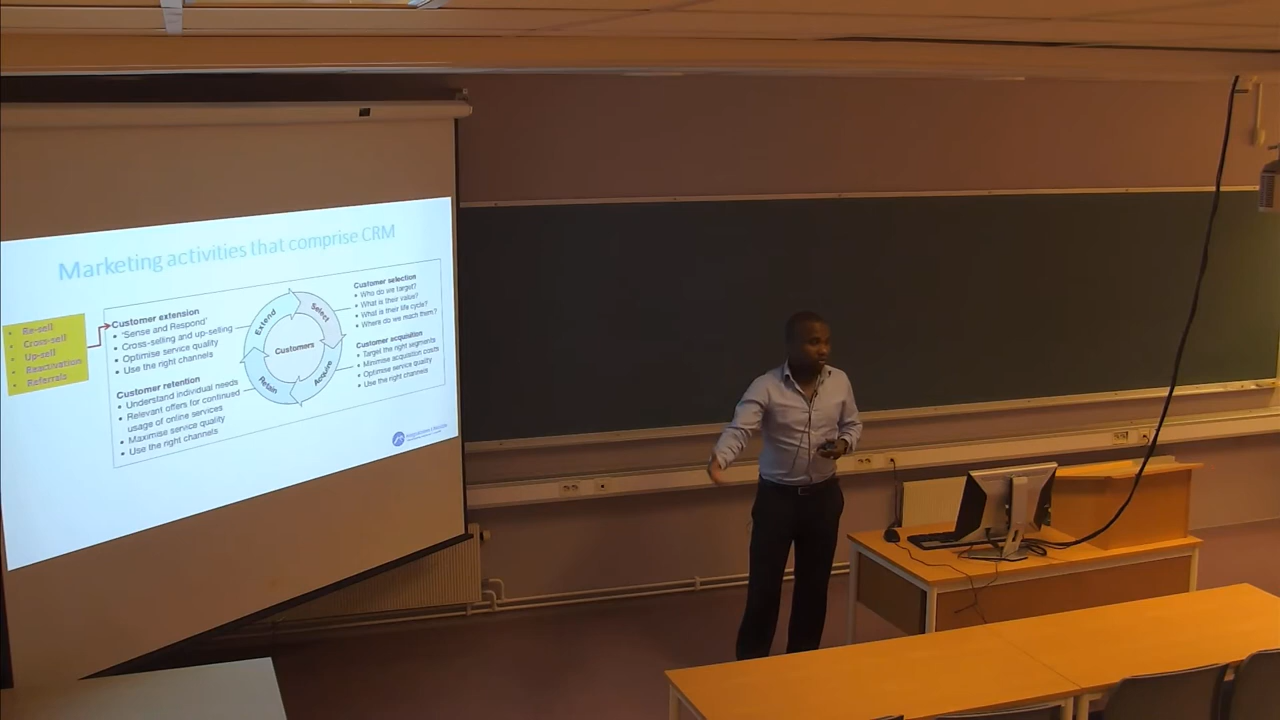 Marketing activities that comprise CRM
• Re-sell
• Cross-sell
• Up-sell
• Reactivation
• Referrals
Customer extension
• 'Sense and Respond'
• Cross-selling and up-selling
• Optimise service quality
• Use the right channels
Customer retention
• Understand individual needs
• Relevant offers for continued
usage of online services
• Maximise service quality
• Use the right channels
Extend
Select
Customers
Retain
Acquire
Customer selection
• Who do we target?
• What is their value?
• What is their life cycle?
• Where do we reach them?
Customer acquisition
• Target the right segments
• Minimise acquisition costs
• Optimise service quality
• Use the right channels